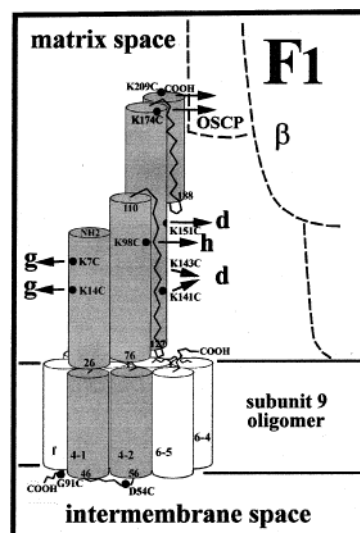 matrix space
F1
K209C
COOH
K174C
OSCP
β
188
110
d
K151C
NH2
K98C
h
g
K7C
K143C
d
g
K14C
K141C
127
COOH
26
76
subunit 9
oligomer
f
4-1
4-2
6-5
6-4
46
56
G91C
COOH
D54C
intermembrane space